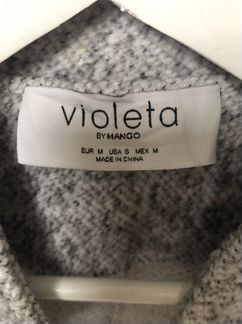 violeta
BY MANGO
EUR M USA S MEX M
MADE IN CHINA